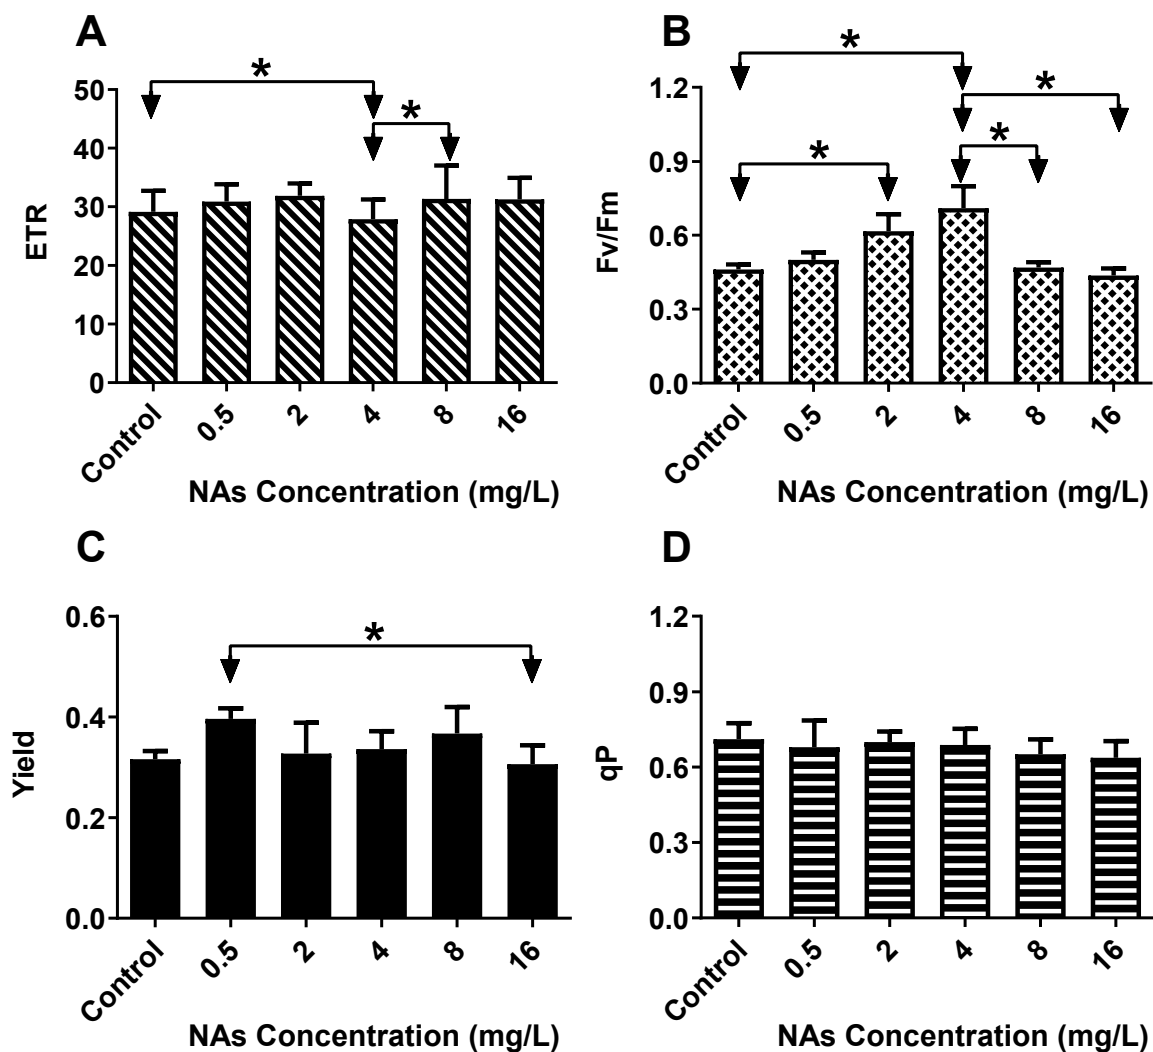 A
*
*
50
40
30
20
10
0
ETR
Control
0.5
2
4
8
16
NAs Concentration (mg/L)
B
*
*
*
*
1.2
0.9
0.6
0.3
0.0
Fv/Fm
Control
0.5
2
4
8
16
NAs Concentration (mg/L)
C
*
0.6
0.4
0.2
0.0
Yield
Control
0.5
2
4
8
16
NAs Concentration (mg/L)
D
1.2
0.9
0.6
0.3
0.0
qP
Control
0.5
2
4
8
16
NAs Concentration (mg/L)